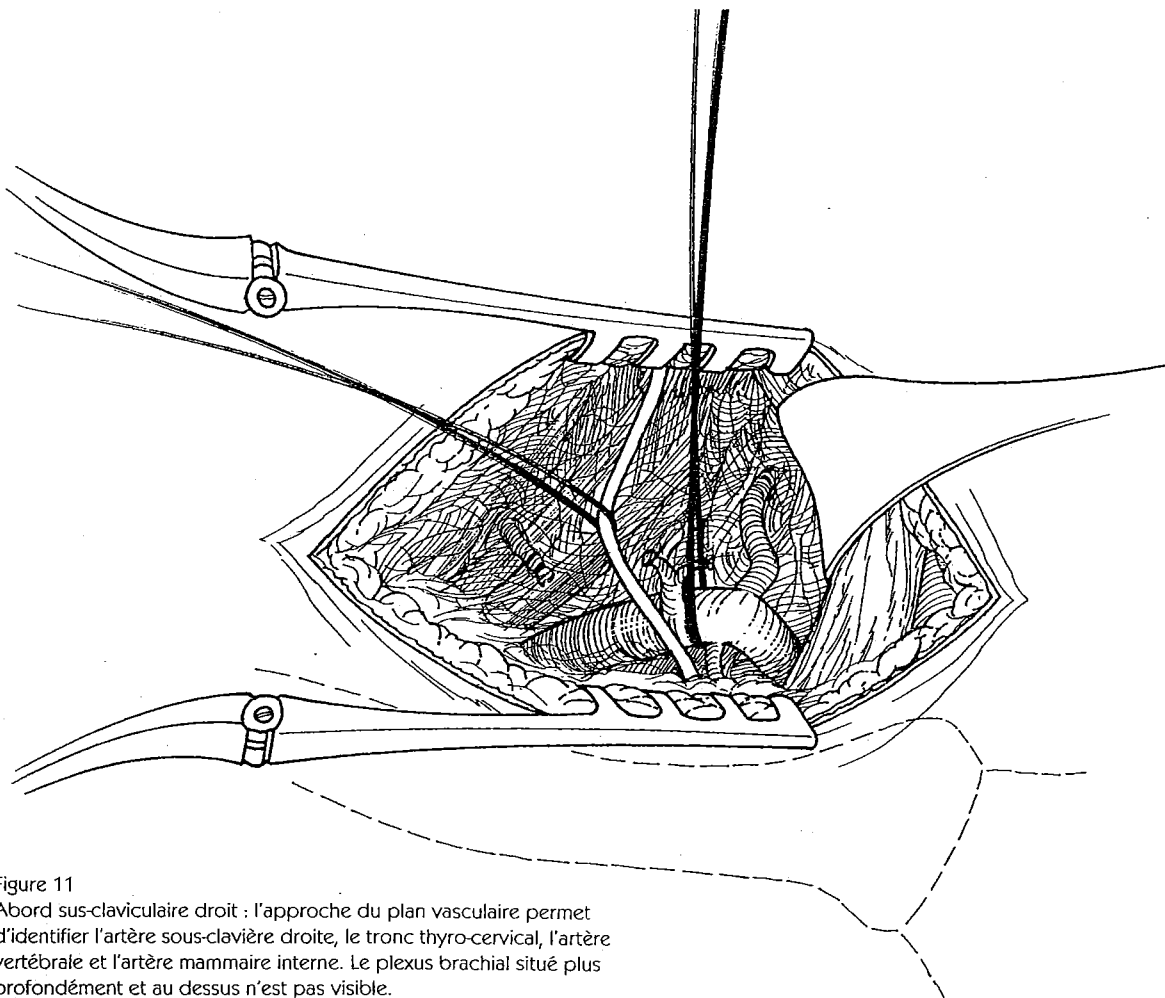 Figure 11
Abord sus-claviculaire droit : l'approche du plan vasculaire permet
d'identifier l'artère sous-clavière droite, le tronc thyro-cervical, l'artère
vertébrale et l'artère mammaire interne. Le plexus brachial situé plus
profondément et au dessus n'est pas visible.